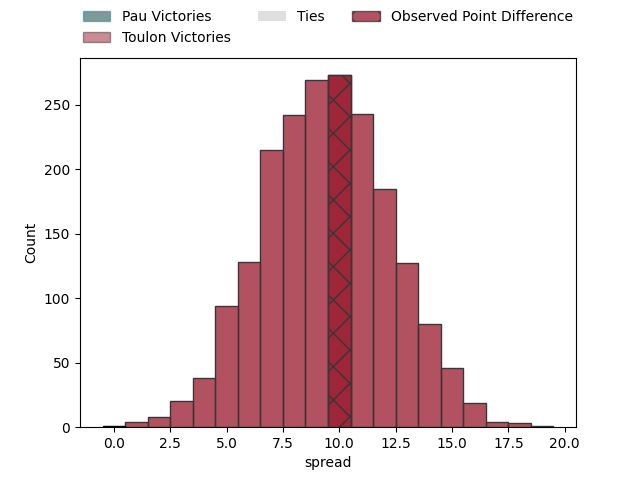 Pau Victories
Ties
Observed Point Difference
Toulon Victories
250
200
150
100
50
0
Count
0.0 2.5 5.0 7.5 10.0 12.5 15.0 17.5 20.0
spread